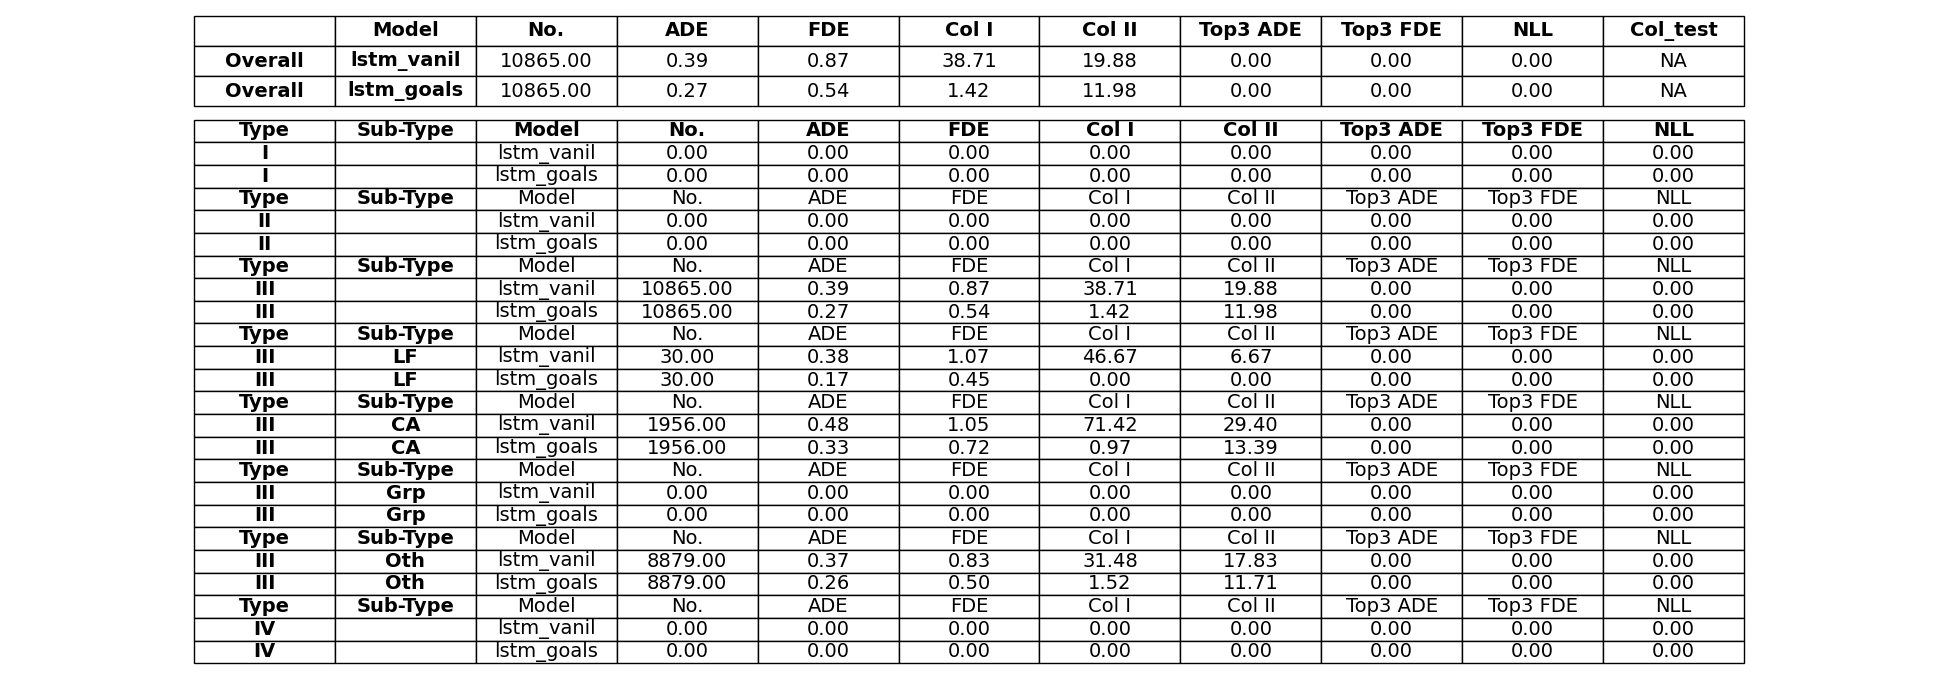 Model No. ADE FDE Col I Col II Top3 ADE Top3 FDE NLL Col_test
Overall lstm_vanil 10865.00 0.39 0.87 38.71 19.88 0.00 0.00 0.00 NA
Overall lstm_goals 10865.00 0.27 0.54 1.42 11.98 0.00 0.00 0.00 NA
Type Sub-Type Model No. ADE FDE Col I Col II Top3 ADE Top3 FDE NLL
I lstm_vanil 0.00 0.00 0.00 0.00 0.00 0.00 0.00 0.00
I lstm_goals 0.00 0.00 0.00 0.00 0.00 0.00 0.00 0.00
Type Sub-Type Model No. ADE FDE Col I Col II Top3 ADE Top3 FDE NLL
II lstm_vanil 0.00 0.00 0.00 0.00 0.00 0.00 0.00 0.00
II lstm_goals 0.00 0.00 0.00 0.00 0.00 0.00 0.00 0.00
Type Sub-Type Model No. ADE FDE Col I Col II Top3 ADE Top3 FDE NLL
III lstm_vanil 10865.00 0.39 0.87 38.71 19.88 0.00 0.00 0.00
III lstm_goals 10865.00 0.27 0.54 1.42 11.98 0.00 0.00 0.00
Type Sub-Type Model No. ADE FDE Col I Col II Top3 ADE Top3 FDE NLL
III LF lstm_vanil 30.00 0.38 1.07 46.67 6.67 0.00 0.00 0.00
III LF lstm_goals 30.00 0.17 0.45 0.00 0.00 0.00 0.00 0.00
Type Sub-Type Model No. ADE FDE Col I Col II Top3 ADE Top3 FDE NLL
III CA lstm_vanil 1956.00 0.48 1.05 71.42 29.40 0.00 0.00 0.00
III CA lstm_goals 1956.00 0.33 0.72 0.97 13.39 0.00 0.00 0.00
Type Sub-Type Model No. ADE FDE Col I Col II Top3 ADE Top3 FDE NLL
III Grp lstm_vanil 0.00 0.00 0.00 0.00 0.00 0.00 0.00 0.00
III Grp lstm_goals 0.00 0.00 0.00 0.00 0.00 0.00 0.00 0.00
Type Sub-Type Model No. ADE FDE Col I Col II Top3 ADE Top3 FDE NLL
III Oth lstm_vanil 8879.00 0.37 0.83 31.48 17.83 0.00 0.00 0.00
III Oth lstm_goals 8879.00 0.26 0.50 1.52 11.71 0.00 0.00 0.00
Type Sub-Type Model No. ADE FDE Col I Col II Top3 ADE Top3 FDE NLL
IV lstm_vanil 0.00 0.00 0.00 0.00 0.00 0.00 0.00 0.00
IV lstm_goals 0.00 0.00 0.00 0.00 0.00 0.00 0.00 0.00